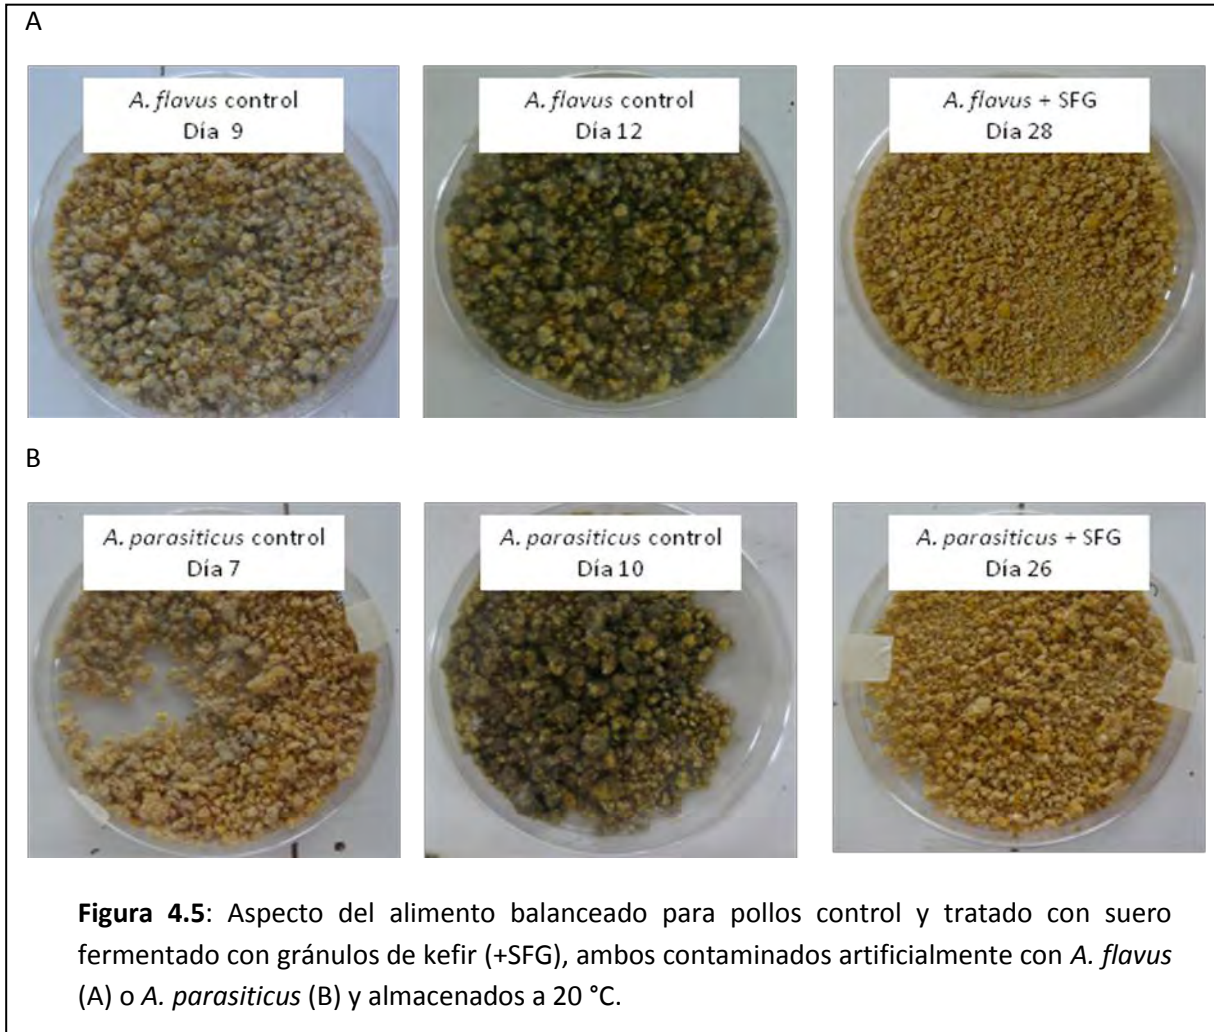 A
A. flavus control
Día 9
A. flavus control
Día 12
A. flavus + SFG
Día 28
B
A. parasiticus control
Día 7
A. parasiticus control
Día 10
A. parasiticus + SFG
Día 26
Figura 4.5: Aspecto del alimento balanceado para pollos control y tratado con suero
fermentado con gránulos de kefir (+SFG), ambos contaminados artificialmente con A. flavus
(A) o A. parasiticus (B) y almacenados a 20 °C.